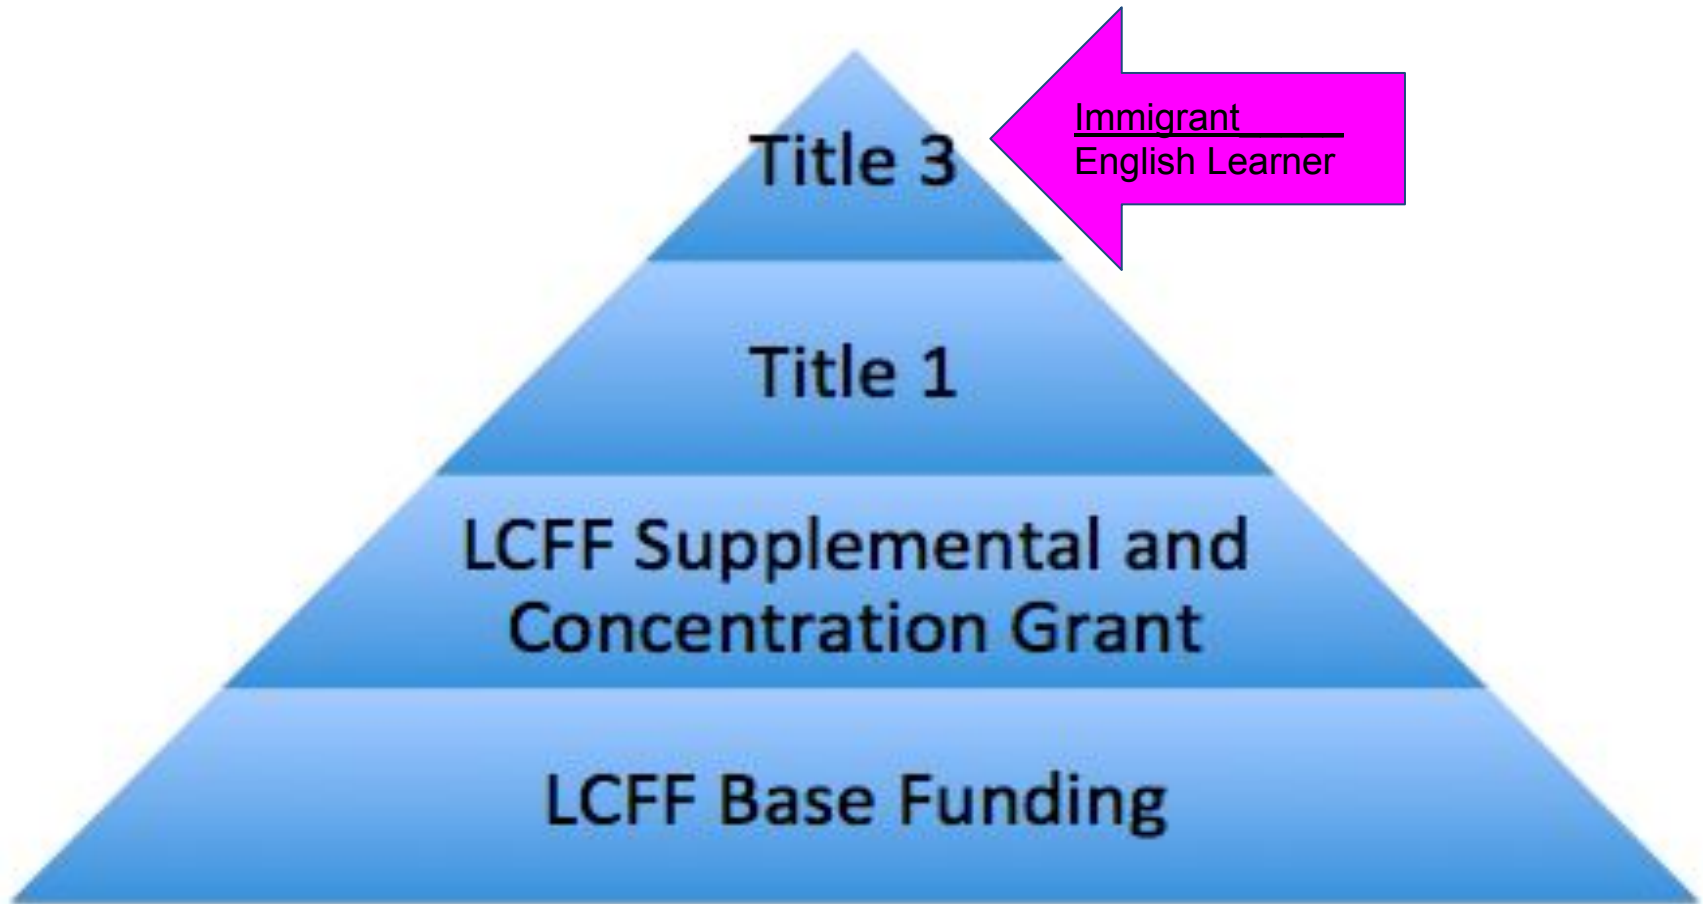 Title 3
Immigrant
English Learner
Title 1
LCFF Supplemental and
Concentration Grant
LCFF Base Funding